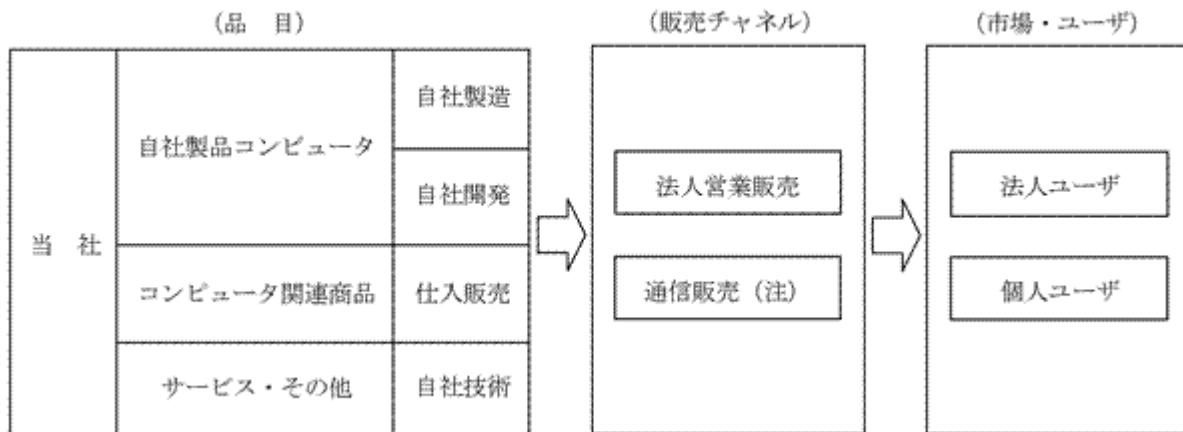 （品　目）
（販売チャネル）
（市場・ユーザ）
当　社
自社製品コンピュータ
自社製造
自社開発
コンピュータ関連商品
仕入販売
サービス・その他
自社技術
法人営業販売
通信販売（注）
法人ユーザ
個人ユーザ